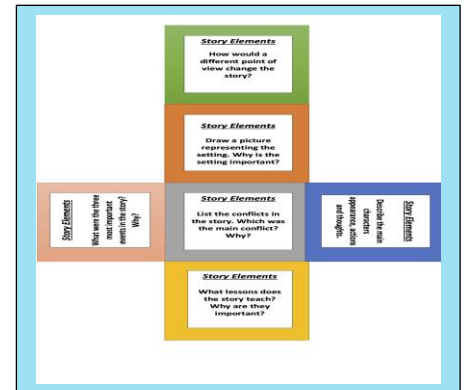 Story Elements
How would a
different point of
view change the
story?
Story Elements
Draw a picture
representing the
setting. Why is the
setting important?
Story Elements
What were the three
most important
events in the story?
Why?
Story Elements
List the conflicts in
the story. Which was
the main conflict?
Why?
Story Elements
Describe the main
characters
appearance, actions
and thoughts.
Story Elements
What lessons does
the story teach?
Why are they
important?